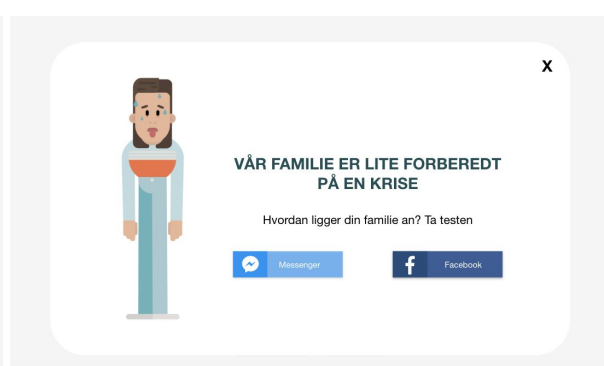 X
VÅR FAMILIE ER LITE FORBEREDT
PÅ EN KRISE
Hvordan ligger din familie an? Ta testen
Messenger
Facebook